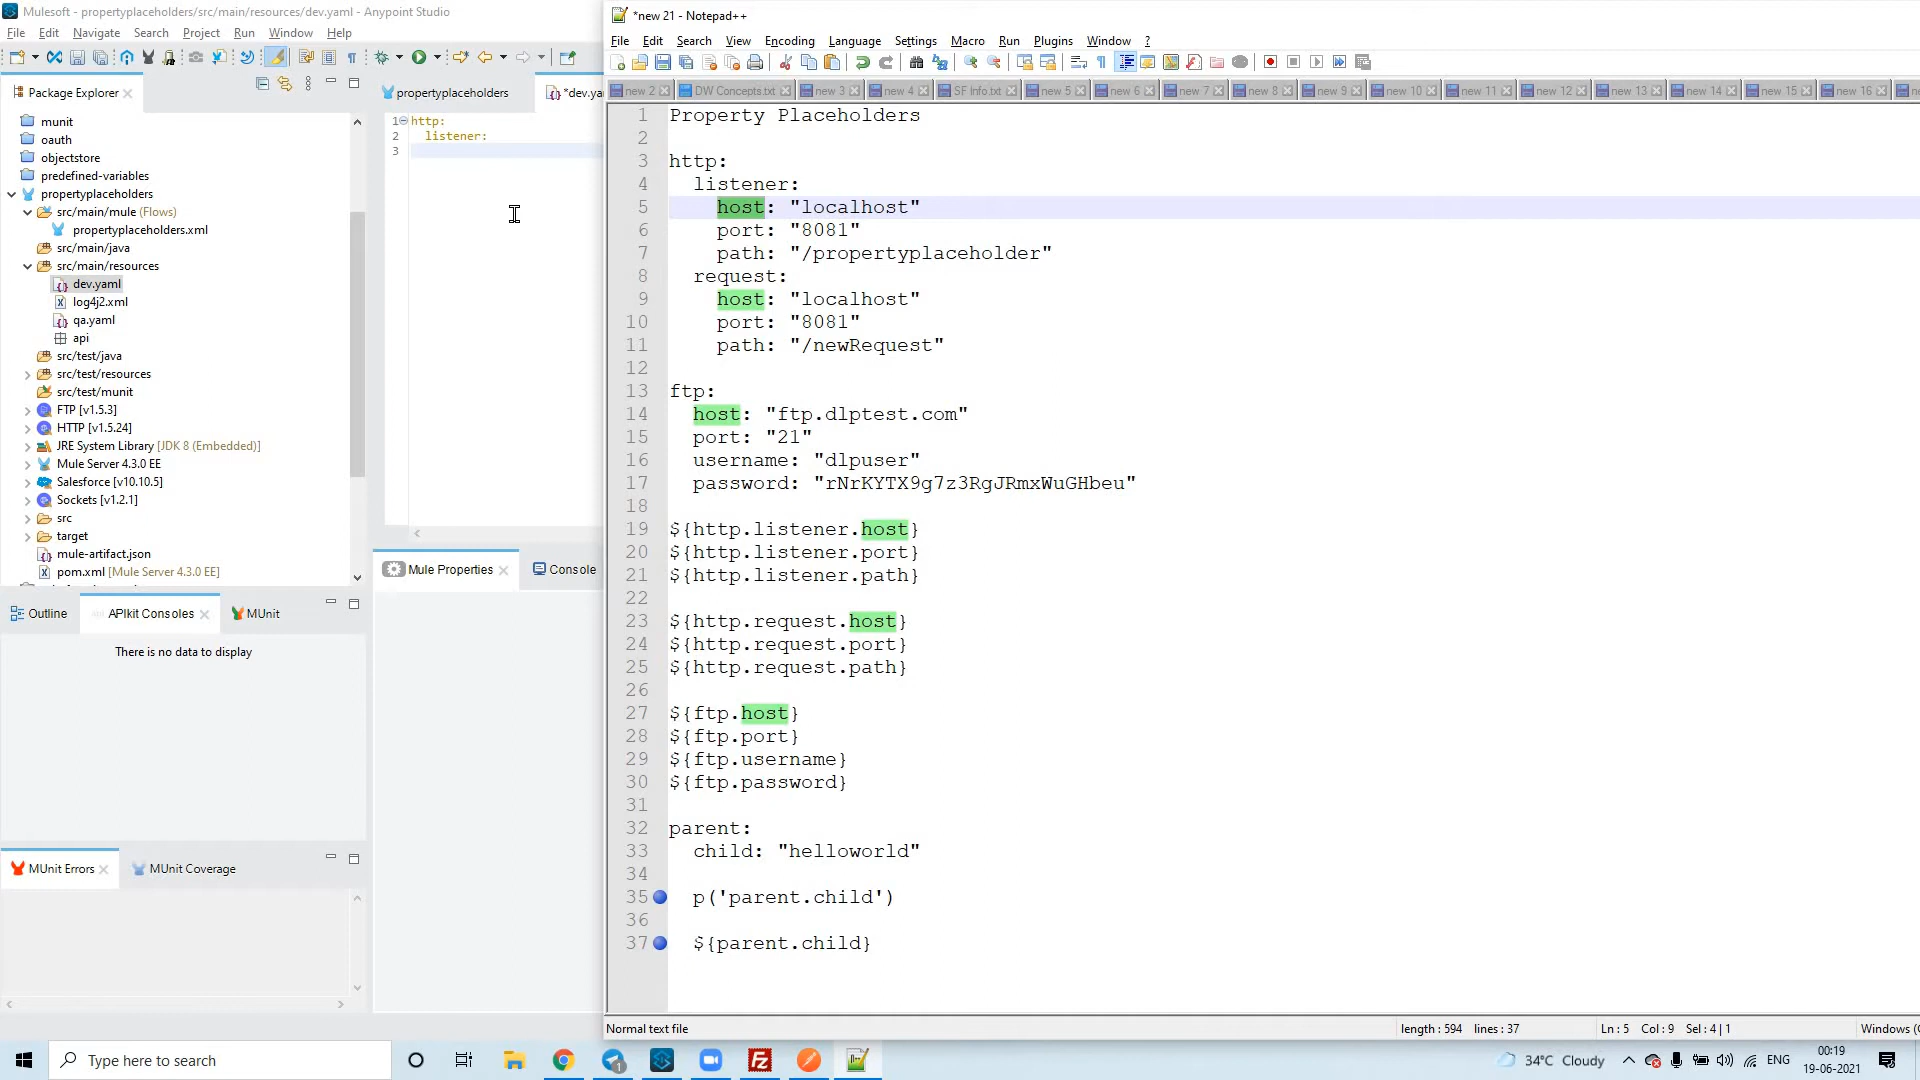 Mulesoft - propertyplaceholders/src/main/resources/dev.yaml - Anypoint Studio
File Edit Navigate Search Project Run Window Help
Package Explorer
munit
oauth
objectstore
predefined-variables
propertyplaceholders
src/main/mule (Flows)
propertyplaceholders.xml
src/main/java
src/main/resources
dev.yaml
log4j2.xml
qa.yaml
api
src/test/java
src/test/resources
src/test/munit
FTP [v1.5.3]
HTTP [v1.5.24]
JRE System Library [JDK 8 (Embedded)]
Mule Server 4.3.0 EE
Salesforce [v10.10.5]
Sockets [v1.2.1]
src
target
mule-artifact.json
pom.xml [Mule Server 4.3.0 EE]
Outline APIkit Consoles MUnit
There is no data to display
MUnit Errors MUnit Coverage
propertyplaceholders *dev.ya
1 http:
2 listener:
3
Mule Properties Console
*new 21 - Notepad++
File Edit Search View Encoding Language Settings Macro Run Plugins Window ?
new 2 DW Concepts.txt new 3 new 4 SF Info.txt new 5 new 6 new 7 new 8 new 9 new 10 new 11 new 12 new 13 new 14 new 15 new 16
1 Property Placeholders
2
3 http:
4 listener:
5 host: "localhost"
6 port: "8081"
7 path: "/propertyplaceholder"
8 request:
9 host: "localhost"
10 port: "8081"
11 path: "/newRequest"
12
13 ftp:
14 host: "ftp.dlptest.com"
15 port: "21"
16 username: "dlpuser"
17 password: "rNrKYTX9g7z3RgJRmxWuGHbeu"
18
19 ${http.listener.host}
20 ${http.listener.port}
21 ${http.listener.path}
22
23 ${http.request.host}
24 ${http.request.port}
25 ${http.request.path}
26
27 ${ftp.host}
28 ${ftp.port}
29 ${ftp.username}
30 ${ftp.password}
31
32 parent:
33 child: "helloworld"
34
35 p('parent.child')
36
37 ${parent.child}
Normal text file length : 594 lines : 37 Ln : 5 Col : 9 Sel : 4 | 1 Windows (
Type here to search
34°C Cloudy ENG 00:19
19-06-2021